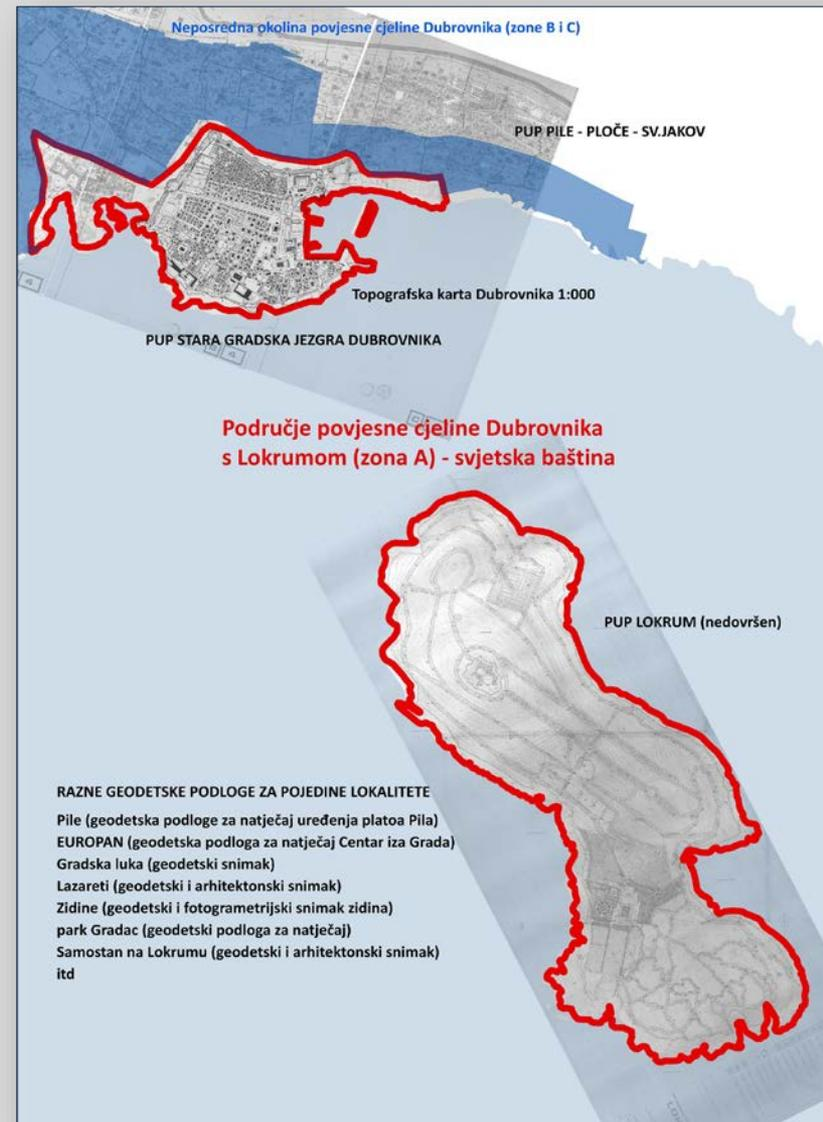 Neposredna okolina povjesne cjeline Dubrovnika (zone B i C)
PUP PILE - PLOČE - SV.JAKOV
Topografska karta Dubrovnika 1:000
PUP STARA GRADSKA JEZGRA DUBROVNIKA
Područje povjesne cjeline Dubrovnika
s Lokrumom (zona A) - svjetska baština
PUP LOKRUM (nedovršen)
RAZNE GEODETSKE PODLOGE ZA POJEDINE LOKALITETE
Pile (geodetska podloge za natječaj uređenja platoa Pila)
EUROPAN (geodetska podloga za natječaj Centar iza Grada)
Gradska luka (geodetski snimak)
Lazareti (geodetski i arhitektonski snimak)
Zidine (geodetski i fotogrametrijski snimak zidina)
park Gradac (geodetski podloga za natječaj)
Samostan na Lokrumu (geodetski i arhitektonski snimak)
itd